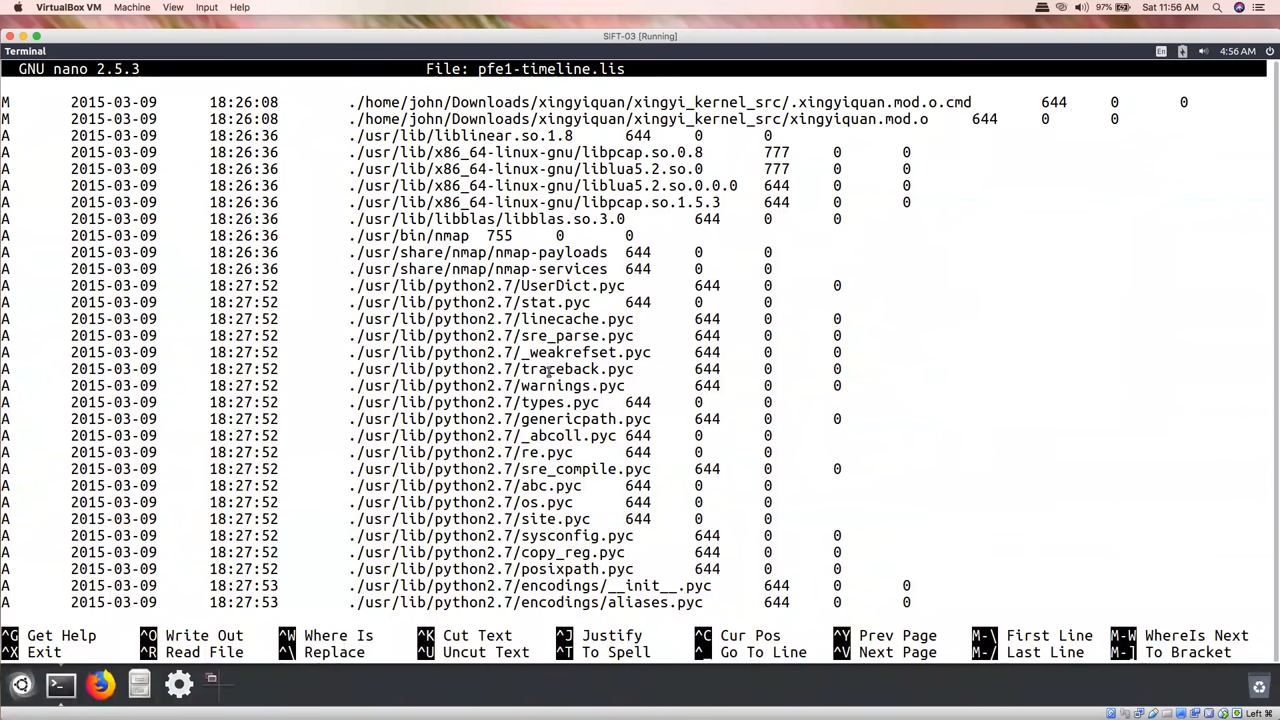 VirtualBox VM Machine View Input Help 97% Sat 11:56 AM
SIFT-03 [Running]
Terminal En 4:56 AM
GNU nano 2.5.3 File: pfe1-timeline.lis
M 2015-03-09 18:26:08 ./home/john/Downloads/xingyiquan/xingyi_kernel_src/.xingyiquan.mod.o.cmd 644 0 0
M 2015-03-09 18:26:08 ./home/john/Downloads/xingyiquan/xingyi_kernel_src/xingyiquan.mod.o 644 0 0
A 2015-03-09 18:26:36 ./usr/lib/liblinear.so.1.8 644 0 0
A 2015-03-09 18:26:36 ./usr/lib/x86_64-linux-gnu/libpcap.so.0.8 777 0 0
A 2015-03-09 18:26:36 ./usr/lib/x86_64-linux-gnu/liblua5.2.so.0 777 0 0
A 2015-03-09 18:26:36 ./usr/lib/x86_64-linux-gnu/liblua5.2.so.0.0.0 644 0 0
A 2015-03-09 18:26:36 ./usr/lib/x86_64-linux-gnu/libpcap.so.1.5.3 644 0 0
A 2015-03-09 18:26:36 ./usr/lib/libblas/libblas.so.3.0 644 0 0
A 2015-03-09 18:26:36 ./usr/bin/nmap 755 0 0
A 2015-03-09 18:26:36 ./usr/share/nmap/nmap-payloads 644 0 0
A 2015-03-09 18:26:36 ./usr/share/nmap/nmap-services 644 0 0
A 2015-03-09 18:27:52 ./usr/lib/python2.7/UserDict.pyc 644 0 0
A 2015-03-09 18:27:52 ./usr/lib/python2.7/stat.pyc 644 0 0
A 2015-03-09 18:27:52 ./usr/lib/python2.7/linecache.pyc 644 0 0
A 2015-03-09 18:27:52 ./usr/lib/python2.7/sre_parse.pyc 644 0 0
A 2015-03-09 18:27:52 ./usr/lib/python2.7/_weakrefset.pyc 644 0 0
A 2015-03-09 18:27:52 ./usr/lib/python2.7/traceback.pyc 644 0 0
A 2015-03-09 18:27:52 ./usr/lib/python2.7/warnings.pyc 644 0 0
A 2015-03-09 18:27:52 ./usr/lib/python2.7/types.pyc 644 0 0
A 2015-03-09 18:27:52 ./usr/lib/python2.7/genericpath.pyc 644 0 0
A 2015-03-09 18:27:52 ./usr/lib/python2.7/_abcoll.pyc 644 0 0
A 2015-03-09 18:27:52 ./usr/lib/python2.7/re.pyc 644 0 0
A 2015-03-09 18:27:52 ./usr/lib/python2.7/sre_compile.pyc 644 0 0
A 2015-03-09 18:27:52 ./usr/lib/python2.7/abc.pyc 644 0 0
A 2015-03-09 18:27:52 ./usr/lib/python2.7/os.pyc 644 0 0
A 2015-03-09 18:27:52 ./usr/lib/python2.7/site.pyc 644 0 0
A 2015-03-09 18:27:52 ./usr/lib/python2.7/sysconfig.pyc 644 0 0
A 2015-03-09 18:27:52 ./usr/lib/python2.7/copy_reg.pyc 644 0 0
A 2015-03-09 18:27:52 ./usr/lib/python2.7/posixpath.pyc 644 0 0
A 2015-03-09 18:27:53 ./usr/lib/python2.7/encodings/__init__.pyc 644 0 0
A 2015-03-09 18:27:53 ./usr/lib/python2.7/encodings/aliases.pyc 644 0 0
^G Get Help ^O Write Out ^W Where Is ^K Cut Text ^J Justify ^C Cur Pos ^Y Prev Page M-\ First Line M-W WhereIs Next
^X Exit ^R Read File ^\ Replace ^U Uncut Text ^T To Spell ^_ Go To Line ^V Next Page M-/ Last Line M-] To Bracket
Left ⌘